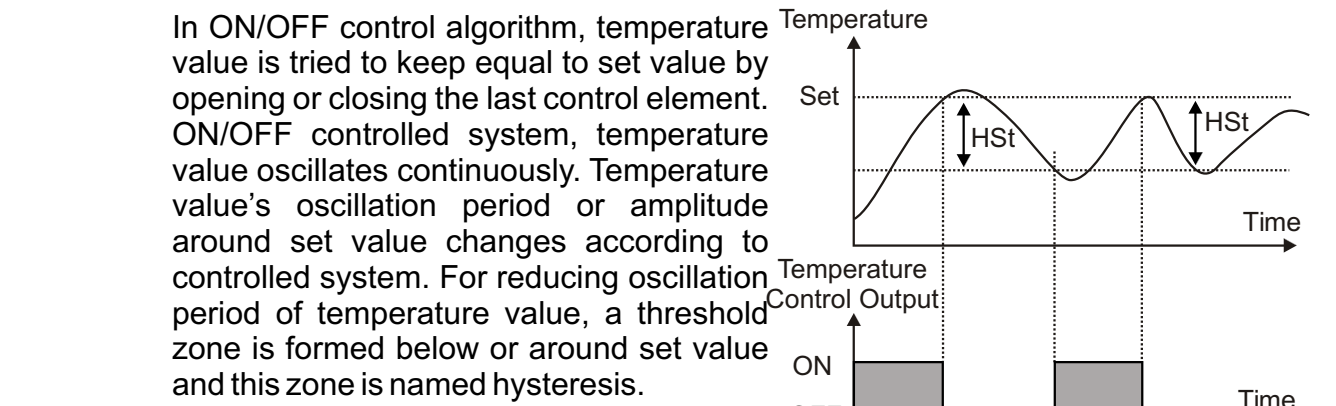 In ON/OFF control algorithm, temperature
value is tried to keep equal to set value by
opening or closing the last control element.
ON/OFF controlled system, temperature
value oscillates continuously. Temperature
value's oscillation period or amplitude
around set value changes according to
controlled system. For reducing oscillation
period of temperature value, a threshold
zone is formed below or around set value
and this zone is named hysteresis.
Temperature
Set
HSt
HSt
Time
Temperature
Control Output
ON
Time